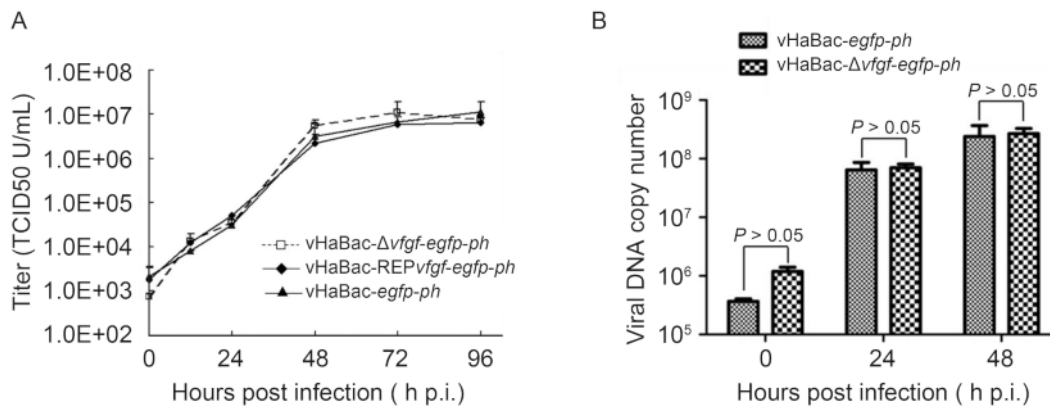 A
1.0E+08
1.0E+07
1.0E+06
1.0E+05
1.0E+04
1.0E+03
1.0E+02
Titer (TCID50 U/mL)
vHaBac-Δvfgf-egfp-ph
vHaBac-REPvfgf-egfp-ph
vHaBac-egfp-ph
0 24 48 72 96
Hours post infection ( h p.i.)
B
vHaBac-egfp-ph
vHaBac-Δvfgf-egfp-ph
10⁹
10⁸
10⁷
10⁶
10⁵
Viral DNA copy number
P > 0.05
P > 0.05
P > 0.05
0 24 48
Hours post infection ( h p.i.)